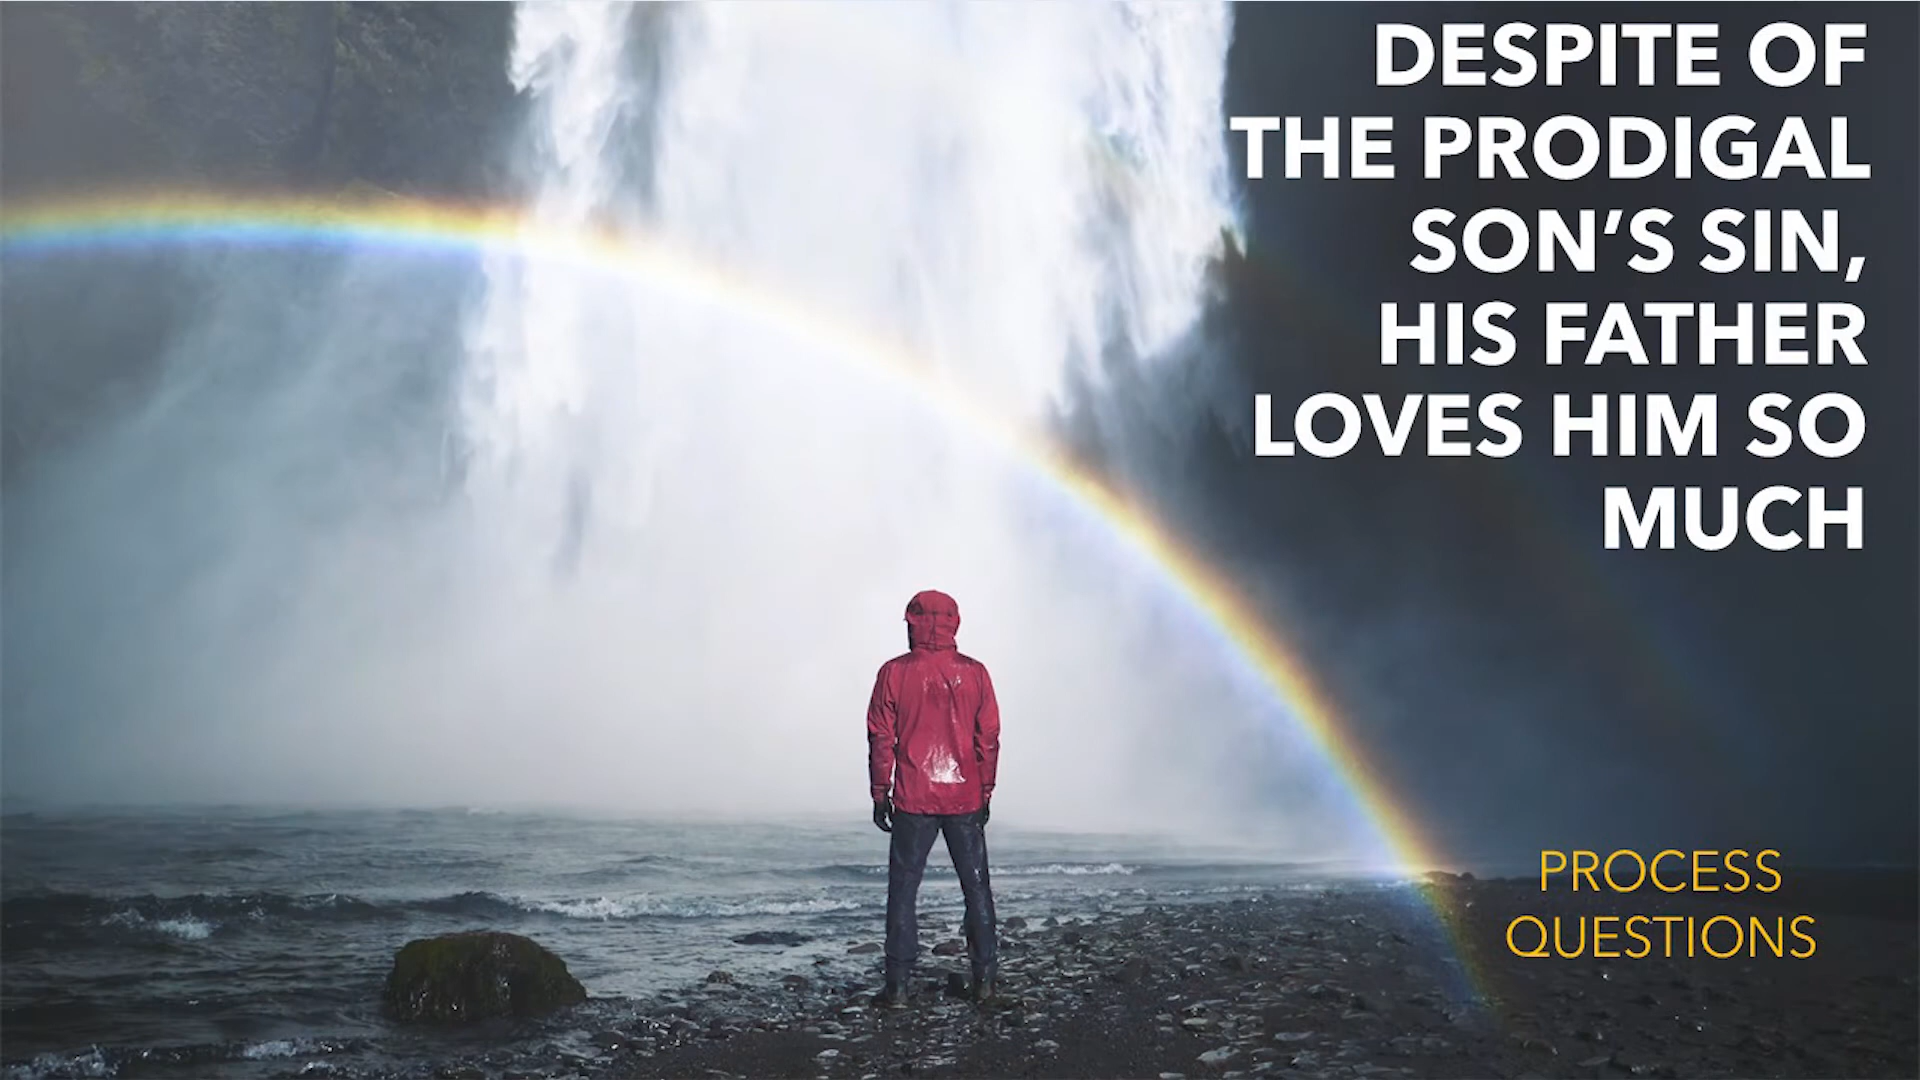 DESPITE OF
THE PRODIGAL
SON’S SIN,
HIS FATHER
LOVES HIM SO
MUCH
PROCESS
QUESTIONS